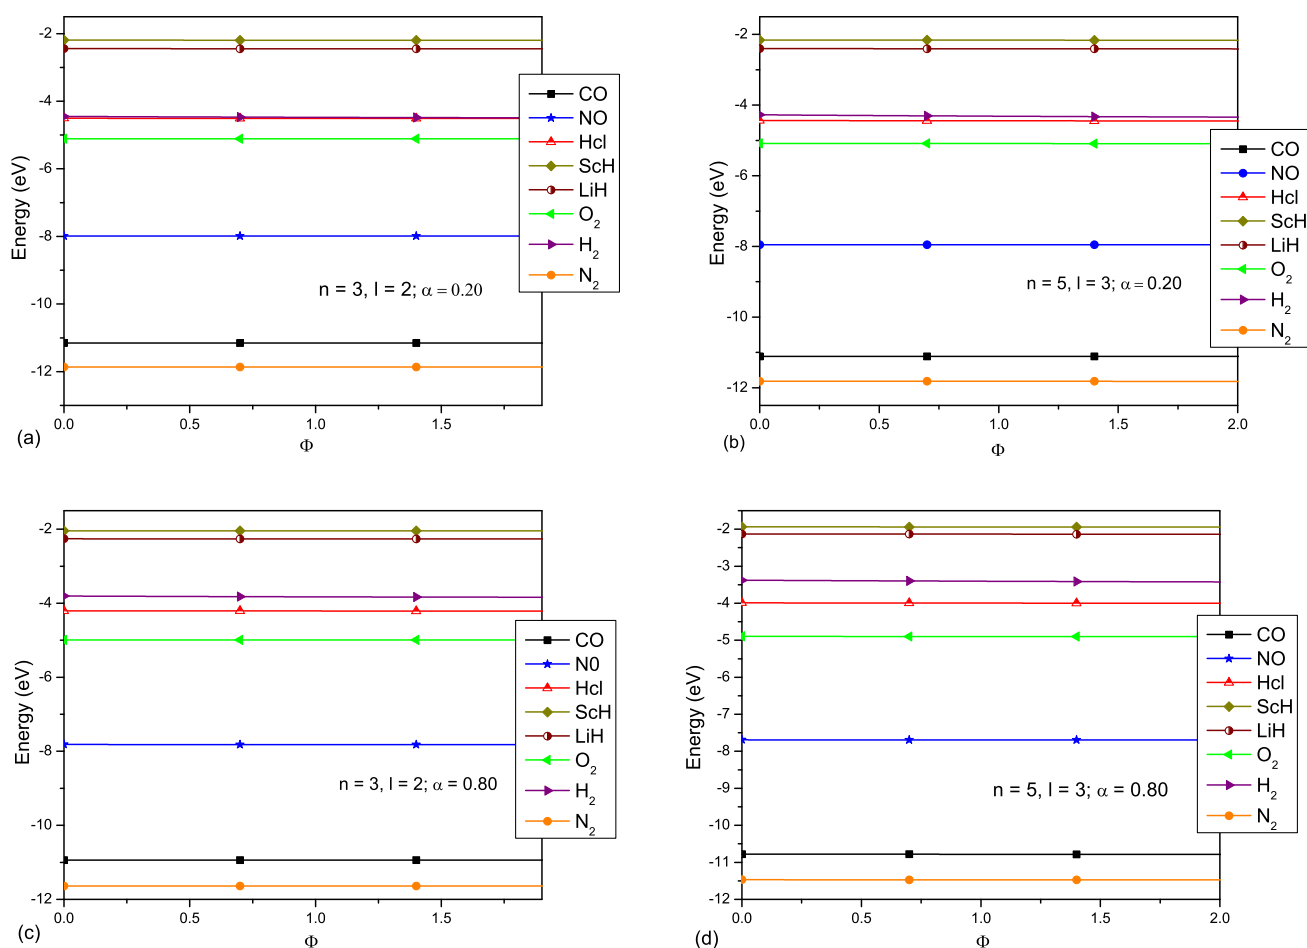 -2
-4
-6
-8
-10
-12
Energy (eV)
0.0
0.5
1.0
1.5
Φ
(a)
n = 3, l = 2; α = 0.20
CO
NO
Hcl
ScH
LiH
O2
H2
N2
-2
-3
-4
-5
-6
-7
-8
-9
-10
-11
-12
Energy (eV)
0.0
0.5
1.0
1.5
2.0
Φ
(b)
n = 5, l = 3; α = 0.20
CO
NO
Hcl
ScH
LiH
O2
H2
N2
-2
-4
-6
-8
-10
-12
Energy (eV)
0.0
0.5
1.0
1.5
Φ
(c)
n = 3, l = 2; α = 0.80
CO
N0
Hcl
ScH
LiH
O2
H2
N2
-2
-3
-4
-5
-6
-7
-8
-9
-10
-11
-12
Energy (eV)
0.0
0.5
1.0
1.5
2.0
Φ
(d)
n = 5, l = 3; α = 0.80
CO
NO
Hcl
ScH
LiH
O2
H2
N2